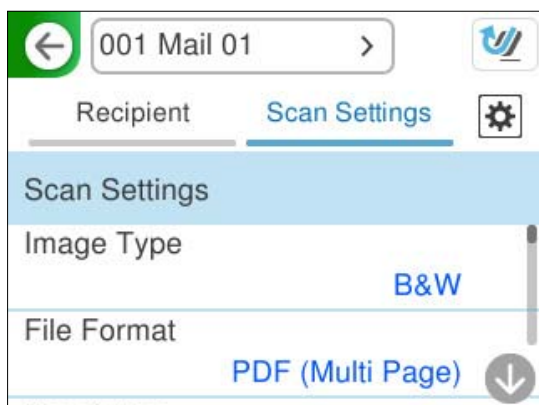 001 Mail 01
Recipient Scan Settings
Scan Settings
Image Type
B&W
File Format
PDF (Multi Page)